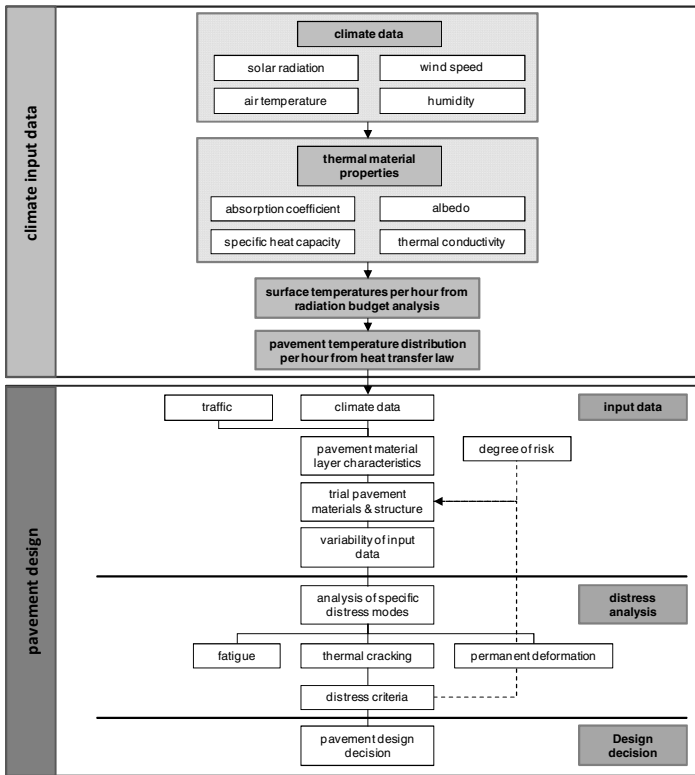 climate input data
climate data
solar radiation
wind speed
air temperature
humidity
thermal material
properties
absorption coefficient
albedo
specific heat capacity
thermal conductivity
surface temperatures per hour from
radiation budget analysis
pavement temperature distribution
per hour from heat transfer law
pavement design
traffic
climate data
input data
pavement material
layer characteristics
degree of risk
trial pavement
materials & structure
variability of input
data
analysis of specific
distress modes
distress
analysis
fatigue
thermal cracking
permanent deformation
distress criteria
pavement design
decision
Design
decision